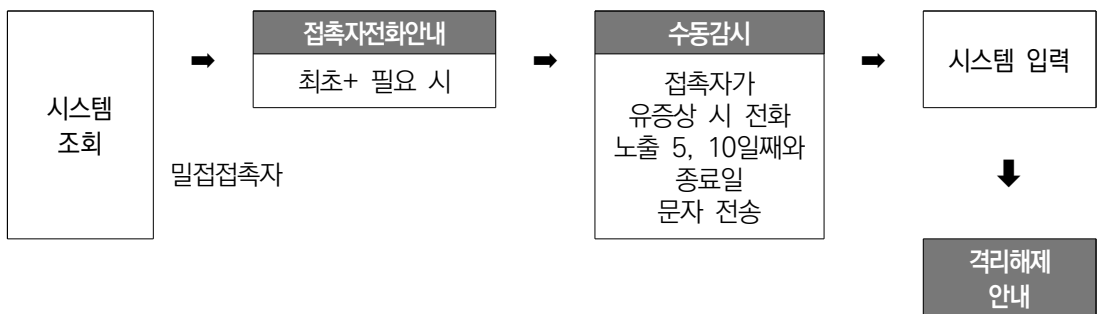 시스템
조회
밀접접촉자
➡
접촉자전화안내
최초+ 필요 시
➡
수동감시
접촉자가
유증상 시 전화
노출 5, 10일째와
종료일
문자 전송
➡
시스템 입력
⬇
격리해제
안내